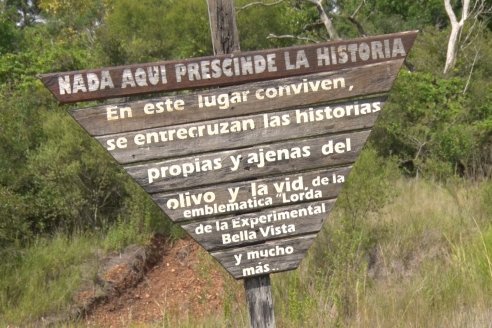 NADA AQUI PRESCINDE LA HISTORIA
En este lugar conviven,
se entrecruzan las historias
propias y ajenas del
olivo y la vid, de la
emblematica "Lorda
de la Experimental
Bella Vista
y mucho
más...